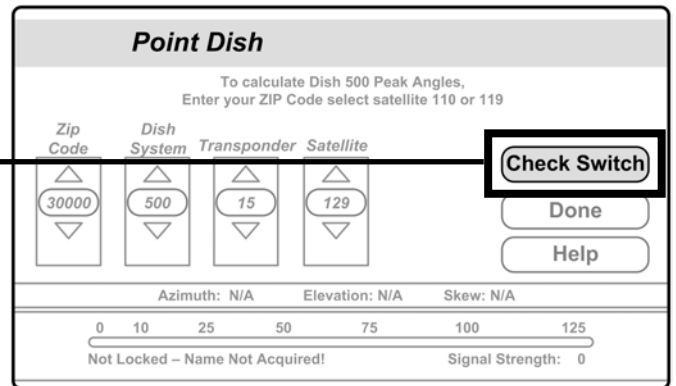 Point Dish
To calculate Dish 500 Peak Angles,
Enter your ZIP Code select satellite 110 or 119
Zip Code
Dish System
Transponder
Satellite
30000
500
15
129
Check Switch
Done
Help
Azimuth: N/A Elevation: N/A Skew: N/A
0 10 25 50 75 100 125
Not Locked – Name Not Acquired! Signal Strength: 0